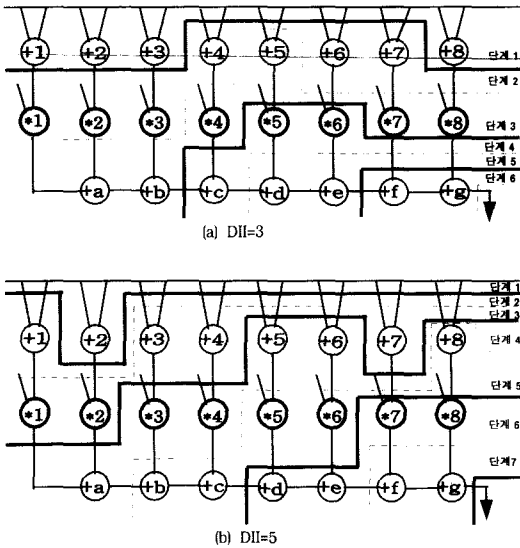 +1 +2 +3 +4 +5 +6 +7 +8
단계 1
단계 2
*1 *2 *3 *4 *5 *6 *7 *8
단계 3
단계 4
단계 5
단계 6
+a +b +c +d +e +f +g
(a) DII=3
단계 1
단계 2
단계 3
+1 +2 +3 +4 +5 +6 +7 +8
단계 4
단계 5
*1 *2 *3 *4 *5 *6 *7 *8
단계 6
단계7
+a +b +c +d +e +f +g
(b) DII=5